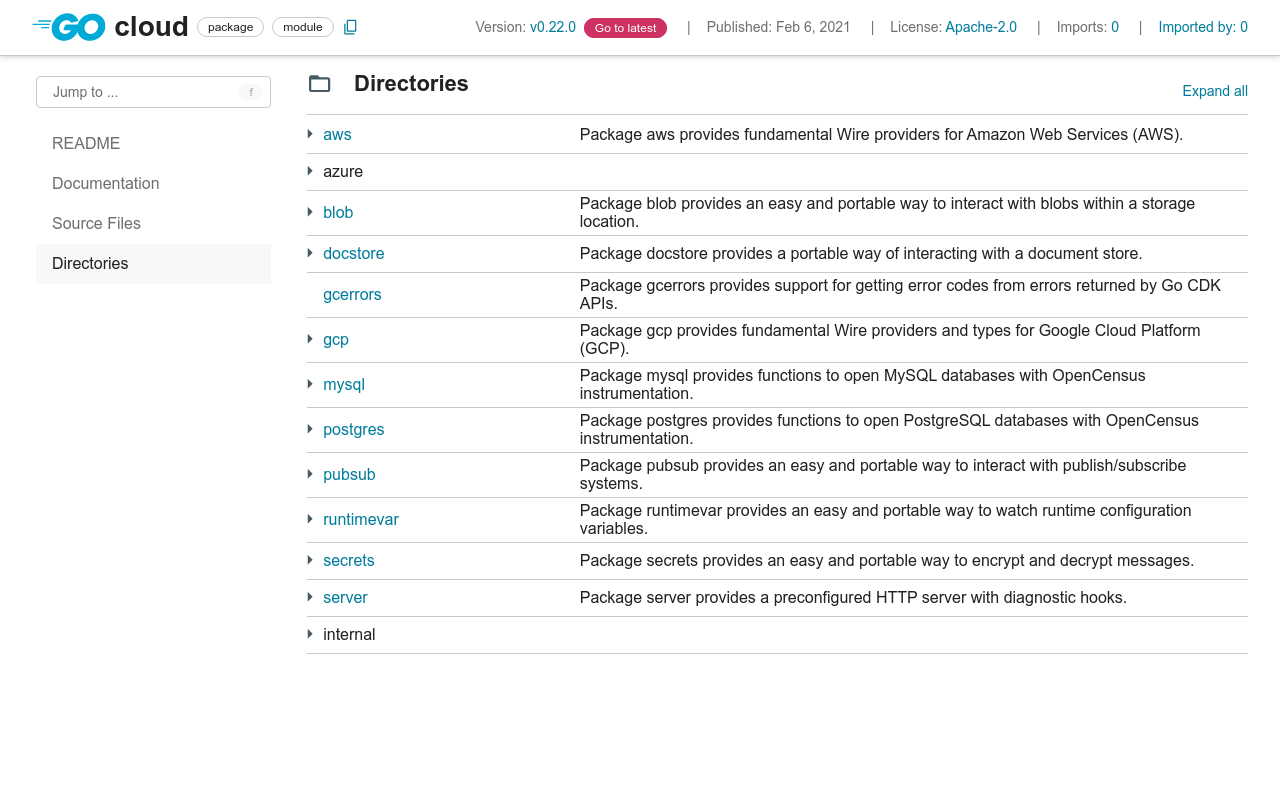 GO cloud package module Version: v0.22.0 Go to latest | Published: Feb 6, 2021 | License: Apache-2.0 | Imports: 0 | Imported by: 0
Jump to ... f
README
Documentation
Source Files
Directories
Directories
Expand all
aws Package aws provides fundamental Wire providers for Amazon Web Services (AWS).
azure
blob Package blob provides an easy and portable way to interact with blobs within a storage
location.
docstore Package docstore provides a portable way of interacting with a document store.
gcerrors Package gcerrors provides support for getting error codes from errors returned by Go CDK
APIs.
gcp Package gcp provides fundamental Wire providers and types for Google Cloud Platform
(GCP).
mysql Package mysql provides functions to open MySQL databases with OpenCensus
instrumentation.
postgres Package postgres provides functions to open PostgreSQL databases with OpenCensus
instrumentation.
pubsub Package pubsub provides an easy and portable way to interact with publish/subscribe
systems.
runtimevar Package runtimevar provides an easy and portable way to watch runtime configuration
variables.
secrets Package secrets provides an easy and portable way to encrypt and decrypt messages.
server Package server provides a preconfigured HTTP server with diagnostic hooks.
internal